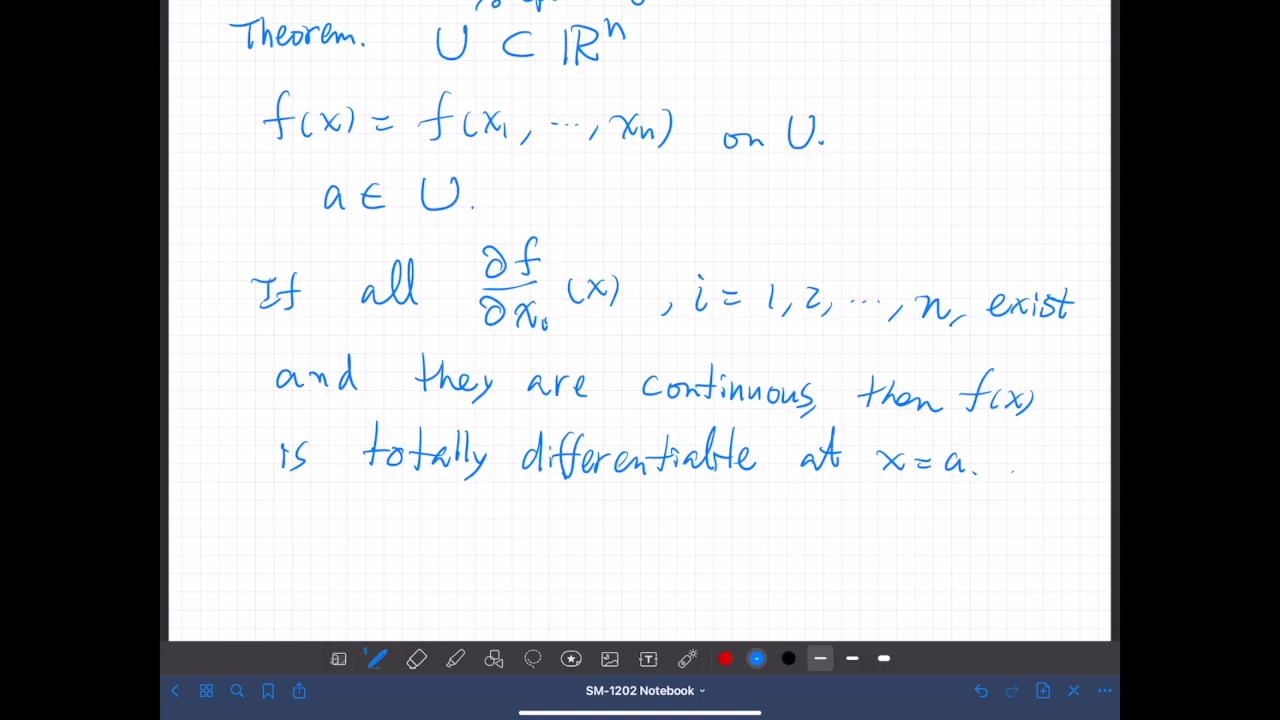 Theorem. U ⊂ ℝⁿ
f(x) = f(x₁, ..., xₙ) on U.
a ∈ U.
If all ∂f/∂xᵢ (x), i = 1, 2, ..., n, exist
and they are continuous, then f(x)
is totally differentiable at x = a.
SM-1202 Notebook